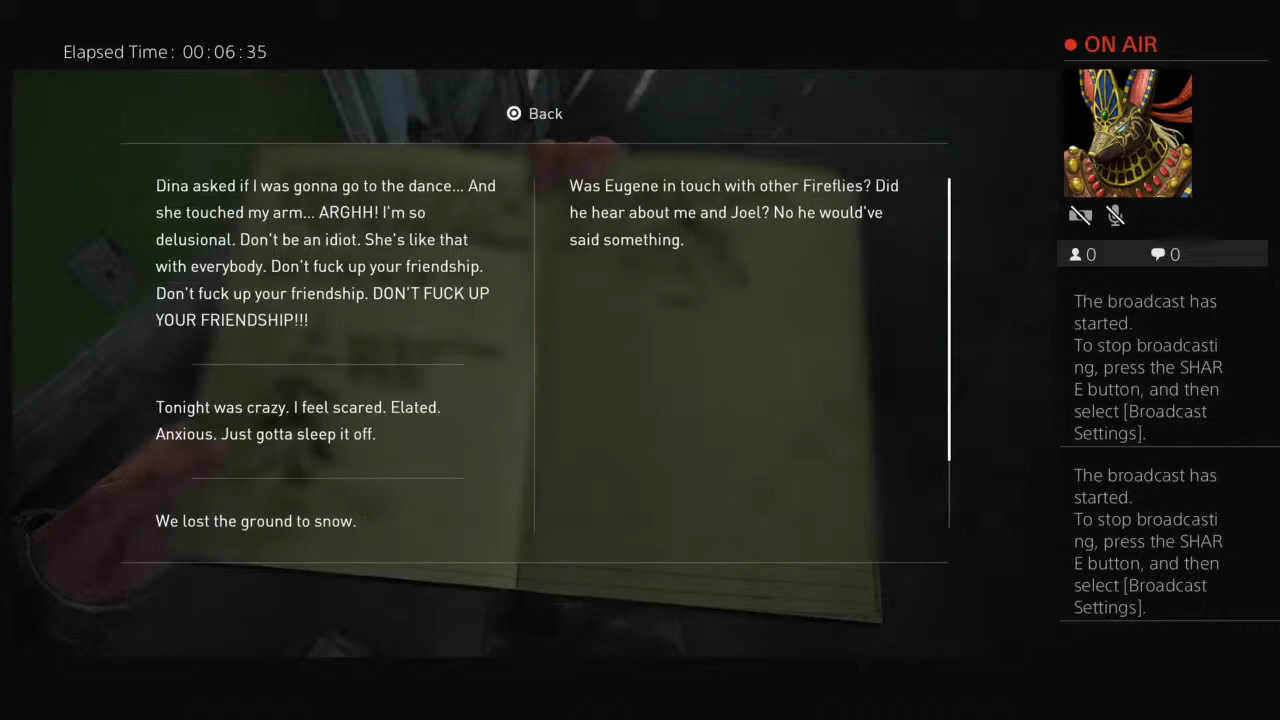 Elapsed Time: 00:06:35
Back
Dina asked if I was gonna go to the dance... And
she touched my arm... ARGHH! I'm so
delusional. Don't be an idiot. She's like that
with everybody. Don't fuck up your friendship.
Don't fuck up your friendship. DON'T FUCK UP
YOUR FRIENDSHIP!!!
Tonight was crazy. I feel scared. Elated.
Anxious. Just gotta sleep it off.
We lost the ground to snow.
Was Eugene in touch with other Fireflies? Did
he hear about me and Joel? No he would've
said something.
ON AIR
0
0
The broadcast has
started.
To stop broadcasti
ng, press the SHAR
E button, and then
select [Broadcast
Settings].
The broadcast has
started.
To stop broadcasti
ng, press the SHAR
E button, and then
select [Broadcast
Settings].